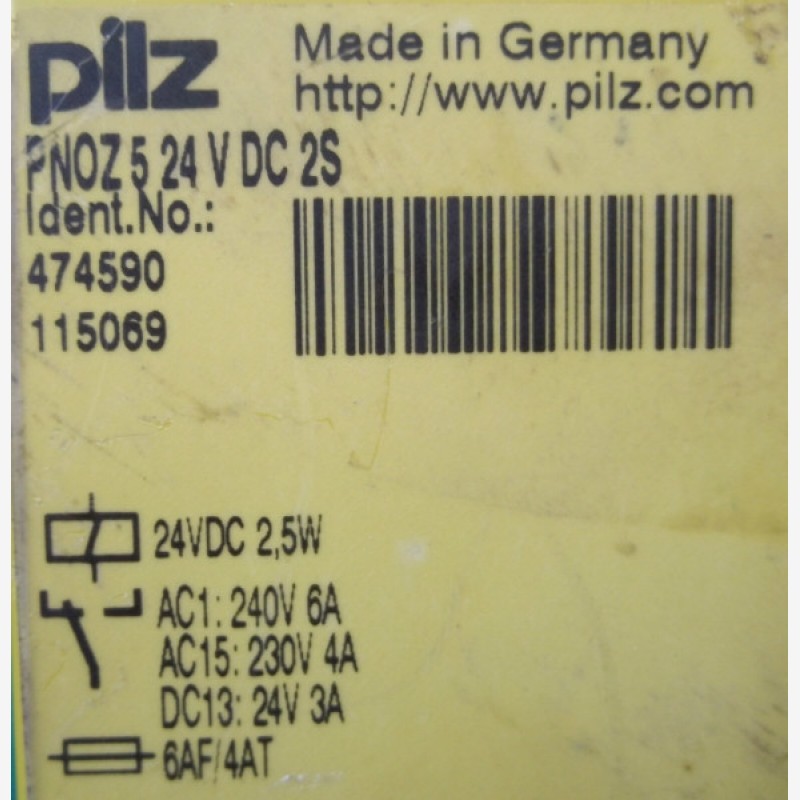 pilz
Made in Germany
http://www.pilz.com
PNOZ 5 24 V DC 2S
Ident.No.:
474590
115069
24VDC 2,5W
AC1: 240V 6A
AC15: 230V 4A
DC13: 24V 3A
6AF/4AT